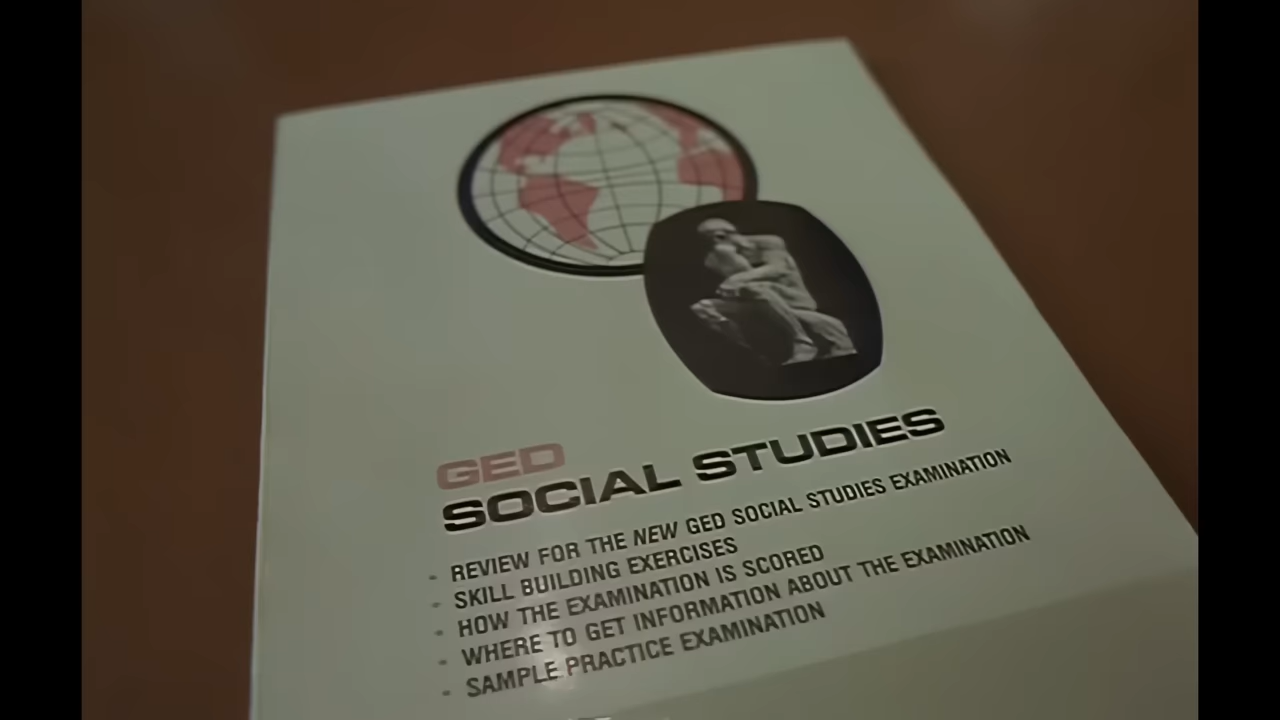 GED
SOCIAL STUDIES
- REVIEW FOR THE NEW GED SOCIAL STUDIES EXAMINATION
- SKILL BUILDING EXERCISES
- HOW THE EXAMINATION IS SCORED
- WHERE TO GET INFORMATION ABOUT THE EXAMINATION
- SAMPLE PRACTICE EXAMINATION